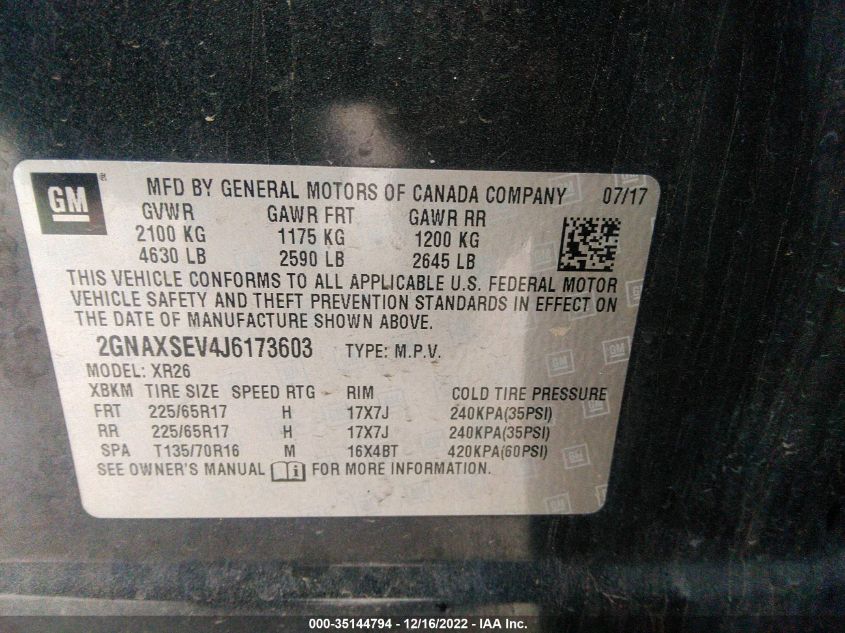 GM ®
MFD BY GENERAL MOTORS OF CANADA COMPANY 07/17
GVWR GAWR FRT GAWR RR
2100 KG 1175 KG 1200 KG
4630 LB 2590 LB 2645 LB
THIS VEHICLE CONFORMS TO ALL APPLICABLE U.S. FEDERAL MOTOR
VEHICLE SAFETY AND THEFT PREVENTION STANDARDS IN EFFECT ON
THE DATE OF MANUFACTURE SHOWN ABOVE.
2GNAXSEV4J6173603 TYPE: M.P.V.
MODEL: XR26
XBKM TIRE SIZE SPEED RTG RIM COLD TIRE PRESSURE
FRT 225/65R17 H 17X7J 240KPA(35PSI)
RR 225/65R17 H 17X7J 240KPA(35PSI)
SPA T135/70R16 M 16X4BT 420KPA(60PSI)
SEE OWNER'S MANUAL i FOR MORE INFORMATION.
000-35144794 - 12/16/2022 - IAA Inc.